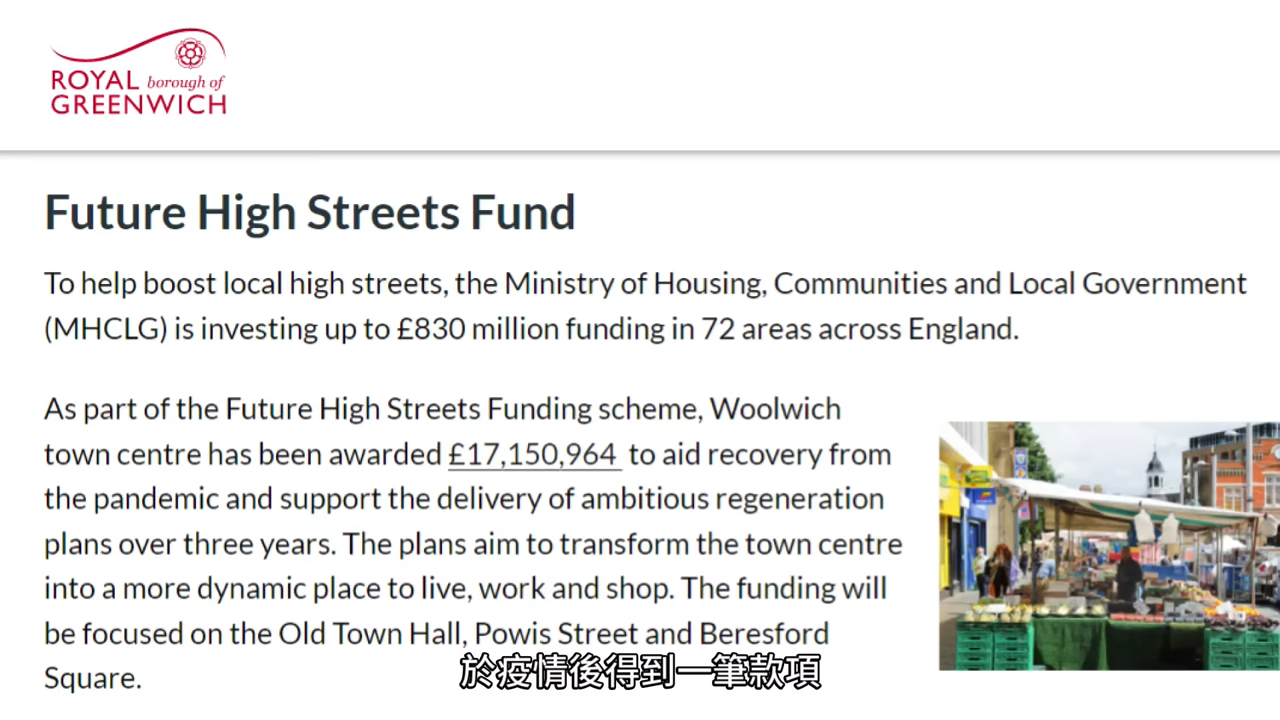 ROYAL borough of
GREENWICH
Future High Streets Fund
To help boost local high streets, the Ministry of Housing, Communities and Local Government
(MHCLG) is investing up to £830 million funding in 72 areas across England.
As part of the Future High Streets Funding scheme, Woolwich
town centre has been awarded £17,150,964 to aid recovery from
the pandemic and support the delivery of ambitious regeneration
plans over three years. The plans aim to transform the town centre
into a more dynamic place to live, work and shop. The funding will
be focused on the Old Town Hall, Powis Street and Beresford
Square.
於疫情後得到一筆款項